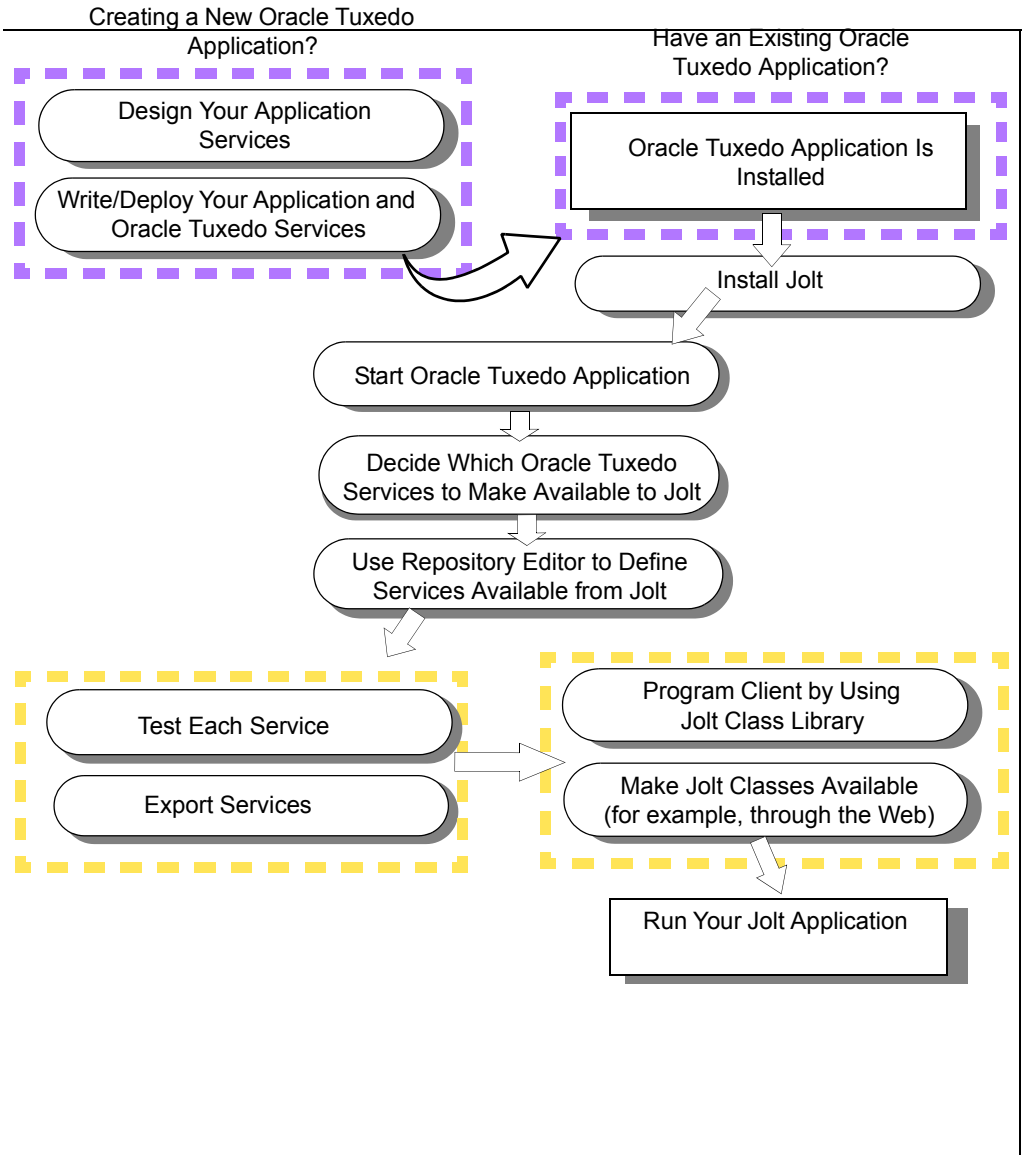 Creating a New Oracle Tuxedo
Application?
Design Your Application
Services
Write/Deploy Your Application and
Oracle Tuxedo Services
Have an Existing Oracle
Tuxedo Application?
Oracle Tuxedo Application Is
Installed
Install Jolt
Start Oracle Tuxedo Application
Decide Which Oracle Tuxedo
Services to Make Available to Jolt
Use Repository Editor to Define
Services Available from Jolt
Test Each Service
Export Services
Program Client by Using
Jolt Class Library
Make Jolt Classes Available
(for example, through the Web)
Run Your Jolt Application